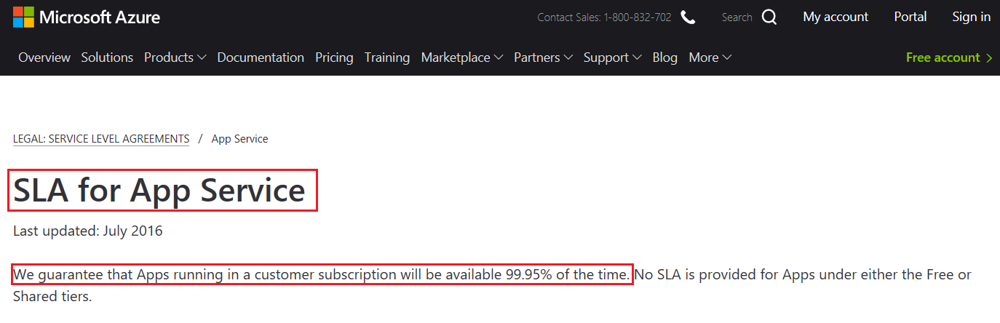 Microsoft Azure
Contact Sales: 1-800-832-702 Search My account Portal Sign in
Overview Solutions Products Documentation Pricing Training Marketplace Partners Support Blog More Free account
LEGAL: SERVICE LEVEL AGREEMENTS / App Service
SLA for App Service
Last updated: July 2016
We guarantee that Apps running in a customer subscription will be available 99.95% of the time. No SLA is provided for Apps under either the Free or
Shared tiers.